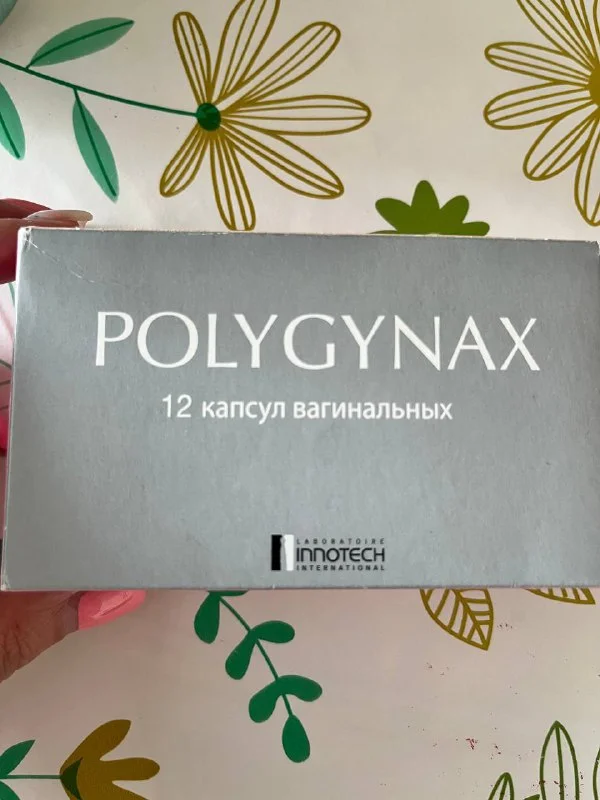 POLYGYNAX
12 капсул вагинальных
LABORATOIRE
INNOTECH
INTERNATIONAL